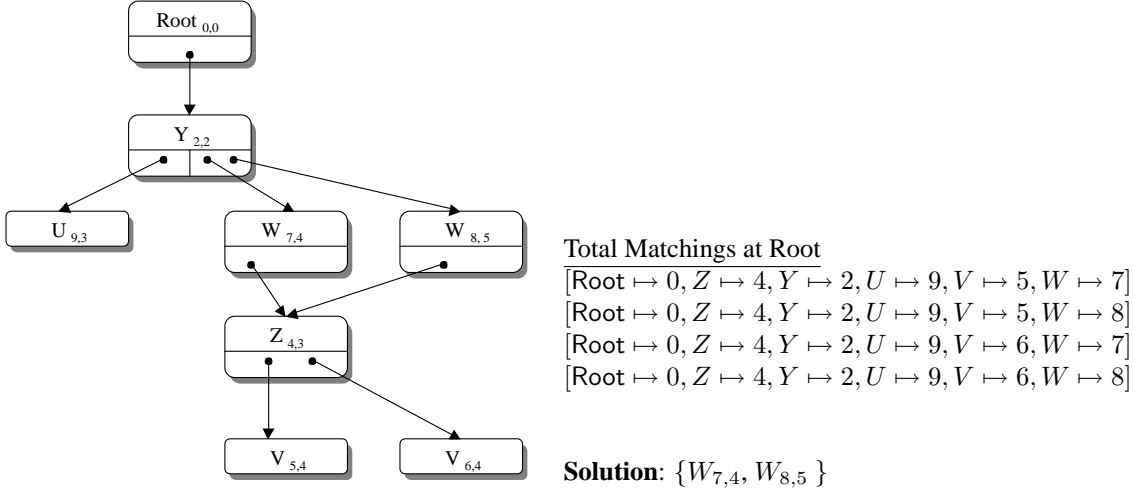 Root 0,0
Y 2,2
U 9,3
W 7,4
W 8, 5
Z 4,3
V 5,4
V 6,4
Total Matchings at Root
[Root ↦ 0, Z ↦ 4, Y ↦ 2, U ↦ 9, V ↦ 5, W ↦ 7]
[Root ↦ 0, Z ↦ 4, Y ↦ 2, U ↦ 9, V ↦ 5, W ↦ 8]
[Root ↦ 0, Z ↦ 4, Y ↦ 2, U ↦ 9, V ↦ 6, W ↦ 7]
[Root ↦ 0, Z ↦ 4, Y ↦ 2, U ↦ 9, V ↦ 6, W ↦ 8]
Solution: {W7,4, W8,5 }